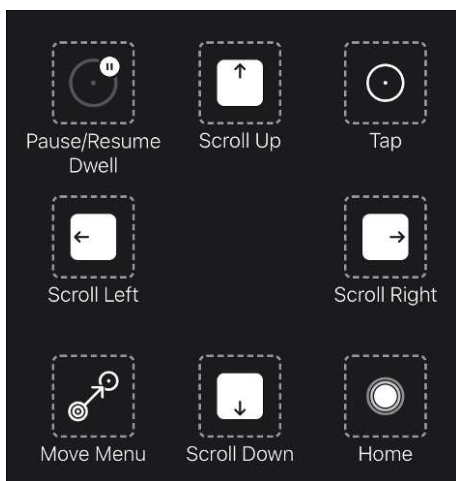 Pause/Resume
Dwell
Scroll Up
Tap
Scroll Left
Scroll Right
Move Menu
Scroll Down
Home